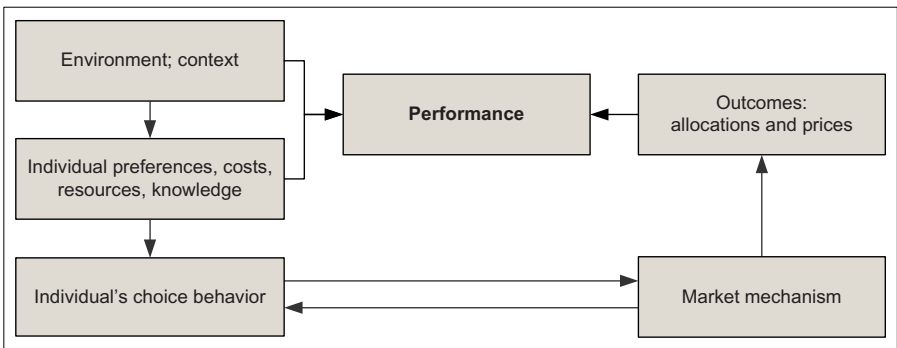 Environment; context
Performance
Outcomes:
allocations and prices
Individual preferences, costs,
resources, knowledge
Individual’s choice behavior
Market mechanism